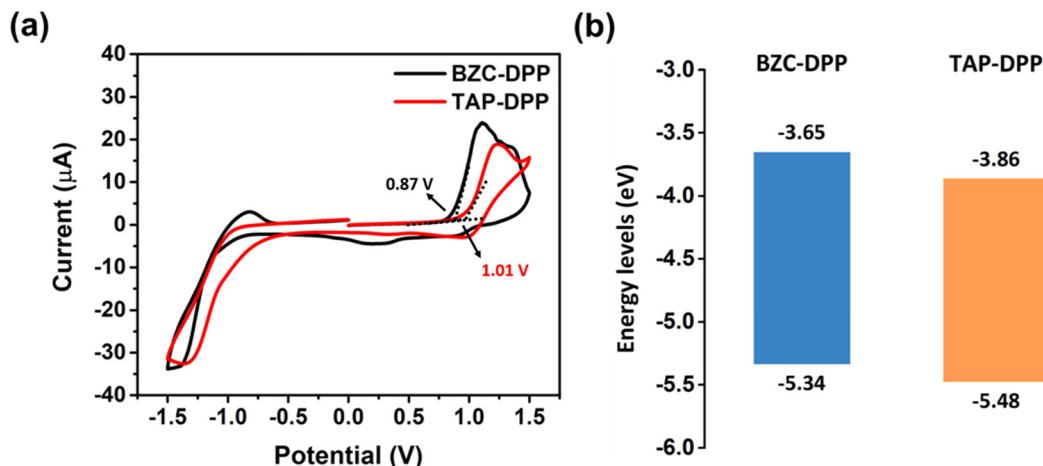 (a)
40
30
20
10
0
-10
-20
-30
-40
Current (μA)
BZC-DPP
TAP-DPP
0.87 V
1.01 V
-1.5 -1.0 -0.5 0.0 0.5 1.0 1.5
Potential (V)
(b)
BZC-DPP TAP-DPP
-3.0
-3.5
-4.0
-4.5
-5.0
-5.5
-6.0
Energy levels (eV)
-3.65
-3.86
-5.34
-5.48